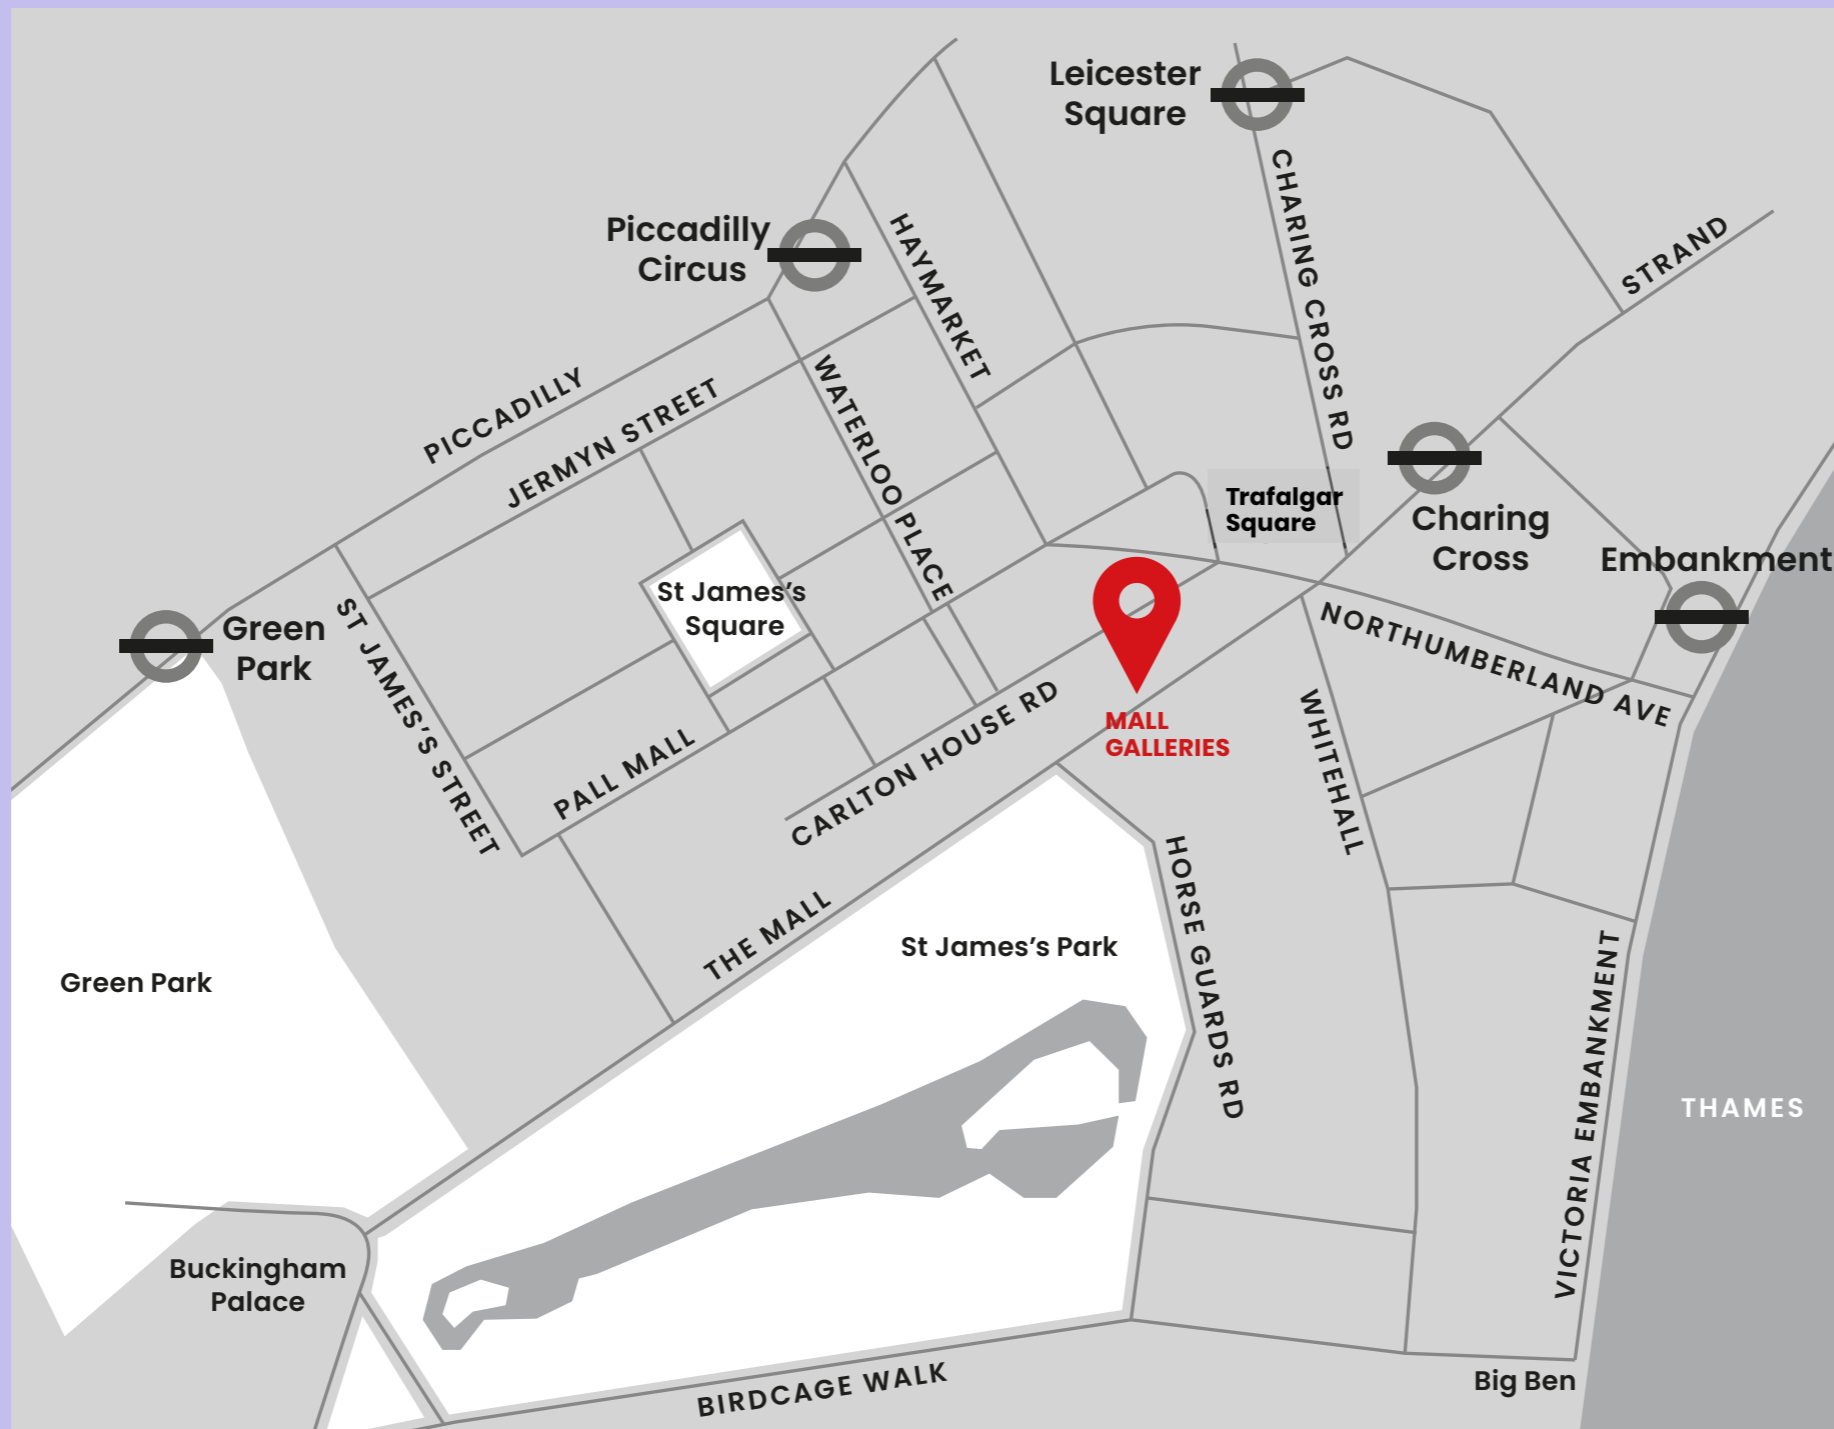 Leicester
Square
CHARING CROSS RD
STRAND
Piccadilly
Circus
HAYMARKET
PICCADILLY
JERMYN STREET
WATERLOO PLACE
Trafalgar
Square
Charing
Cross
Embankment
St James's
Square
Green
Park
ST JAMES'S STREET
NORTHUMBERLAND AVE
PALL MALL
CARLTON HOUSE RD
MALL
GALLERIES
WHITEHALL
HORSE GUARDS RD
THE MALL
St James’s Park
Green Park
VICTORIA EMBANKMENT
THAMES
Buckingham
Palace
BIRDCAGE WALK
Big Ben